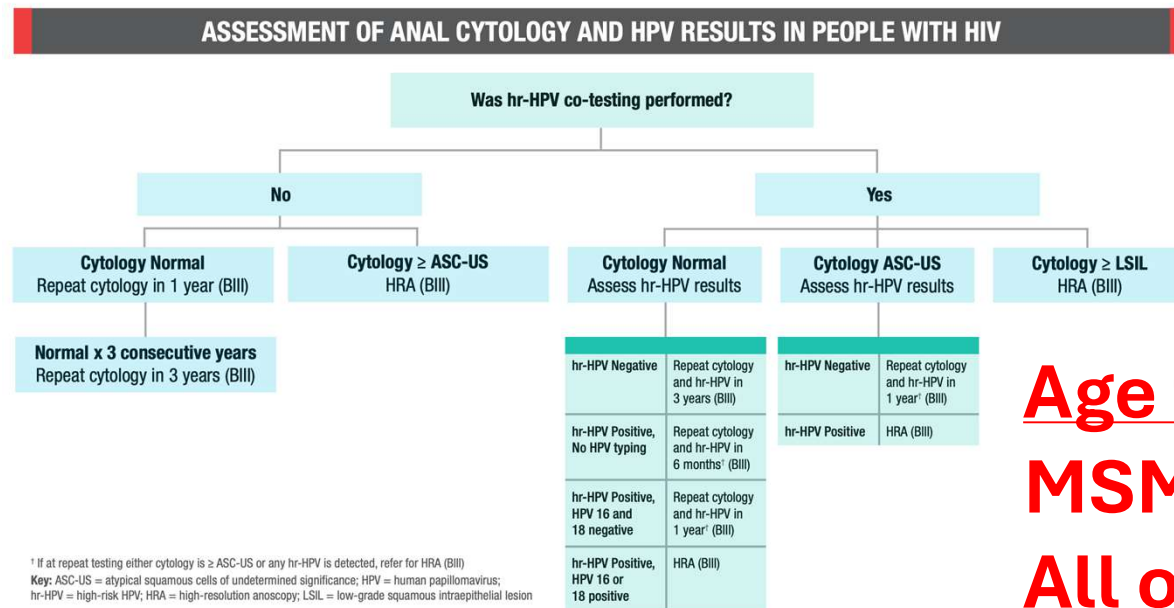 ASSESSMENT OF ANAL CYTOLOGY AND HPV RESULTS IN PEOPLE WITH HIV
Was hr-HPV co-testing performed?
No
Yes
Cytology Normal
Repeat cytology in 1 year (BIII)
Cytology ≥ ASC-US
HRA (BIII)
Normal x 3 consecutive years
Repeat cytology in 3 years (BIII)
Cytology Normal
Assess hr-HPV results
hr-HPV Negative
Repeat cytology
and hr-HPV in
3 years (BIII)
hr-HPV Positive,
No HPV typing
Repeat cytology
and hr-HPV in
6 months† (BIII)
hr-HPV Positive,
HPV 16 and
18 negative
Repeat cytology
and hr-HPV in
1 year† (BIII)
hr-HPV Positive,
HPV 16 or
18 positive
HRA (BIII)
Cytology ASC-US
Assess hr-HPV results
hr-HPV Negative
Repeat cytology
and hr-HPV in
1 year† (BIII)
hr-HPV Positive
HRA (BIII)
Cytology ≥ LSIL
HRA (BIII)
Age
MSM
All o
† If at repeat testing either cytology is ≥ ASC-US or any hr-HPV is detected, refer for HRA (BIII)
Key: ASC-US = atypical squamous cells of undetermined significance; HPV = human papillomavirus;
hr-HPV = high-risk HPV; HRA = high-resolution anoscopy; LSIL = low-grade squamous intraepithelial lesion